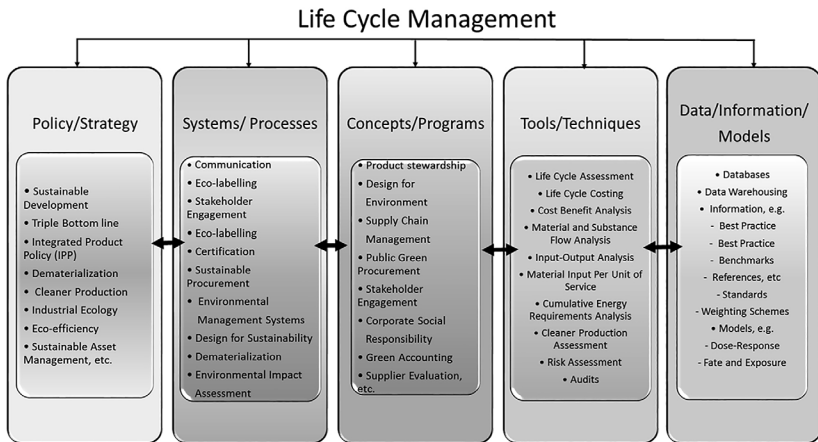 Life Cycle Management
Policy/Strategy
• Sustainable
Development
• Triple Bottom line
• Integrated Product
Policy (IPP)
• Dematerialization
• Cleaner Production
• Industrial Ecology
• Eco-efficiency
• Sustainable Asset
Management, etc.
Systems/ Processes
• Communication
• Eco-labelling
• Stakeholder
Engagement
• Eco-labelling
• Certification
• Sustainable
Procurement
• Environmental
Management Systems
• Design for Sustainability
• Dematerialization
• Environmental Impact
Assessment
Concepts/Programs
• Product stewardship
• Design for
Environment
• Supply Chain
Management
• Public Green
Procurement
• Stakeholder
Engagement
• Corporate Social
Responsibility
• Green Accounting
• Supplier Evaluation,
etc.
Tools/Techniques
• Life Cycle Assessment
• Life Cycle Costing
• Cost Benefit Analysis
• Material and Substance
Flow Analysis
• Input-Output Analysis
• Material Input Per Unit of
Service
• Cumulative Energy
Requirements Analysis
• Cleaner Production
Assessment
• Risk Assessment
• Audits
Data/Information/
Models
• Databases
• Data Warehousing
• Information, e.g.
- Best Practice
- Best Practice
- Benchmarks
- References, etc
- Standards
- Weighting Schemes
• Models, e.g.
- Dose-Response
- Fate and Exposure